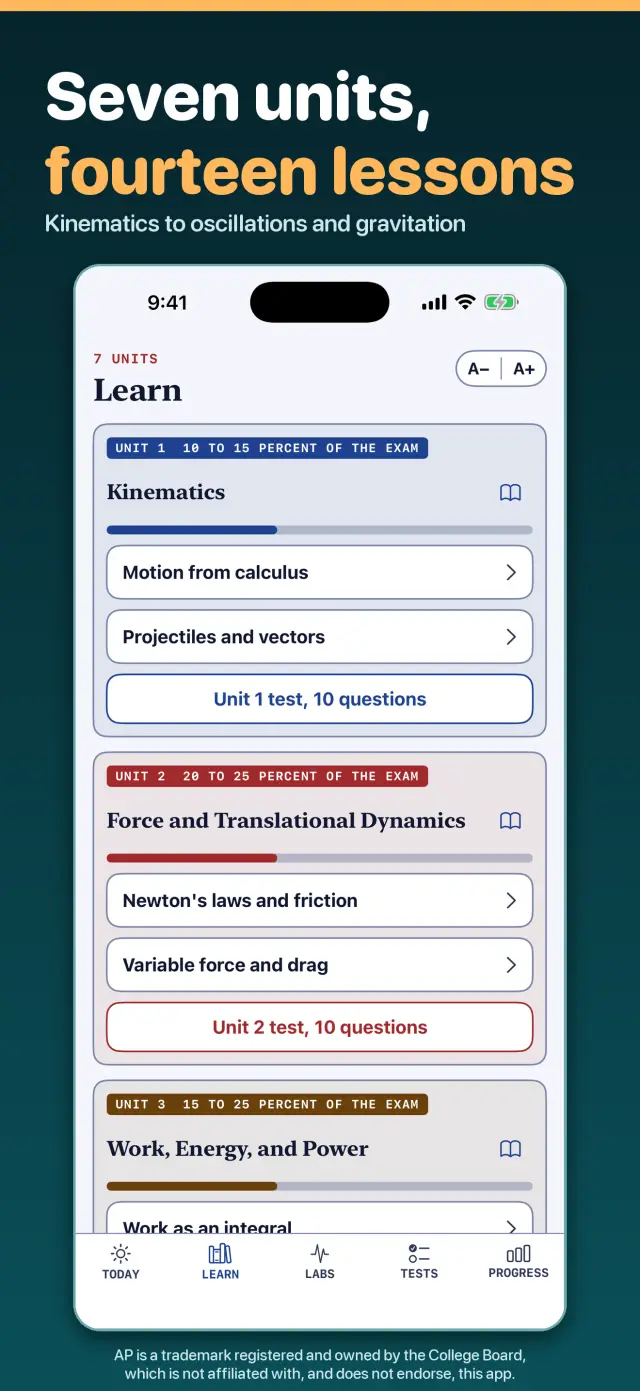 Seven units,
fourteen lessons
Kinematics to oscillations and gravitation
9:41
7 UNITS
Learn
A− A+
UNIT 1 10 TO 15 PERCENT OF THE EXAM
Kinematics
Motion from calculus
Projectiles and vectors
Unit 1 test, 10 questions
UNIT 2 20 TO 25 PERCENT OF THE EXAM
Force and Translational Dynamics
Newton's laws and friction
Variable force and drag
Unit 2 test, 10 questions
UNIT 3 15 TO 25 PERCENT OF THE EXAM
Work, Energy, and Power
Work as an integral
TODAY LEARN LABS TESTS PROGRESS
AP is a trademark registered and owned by the College Board,
which is not affiliated with, and does not endorse, this app.